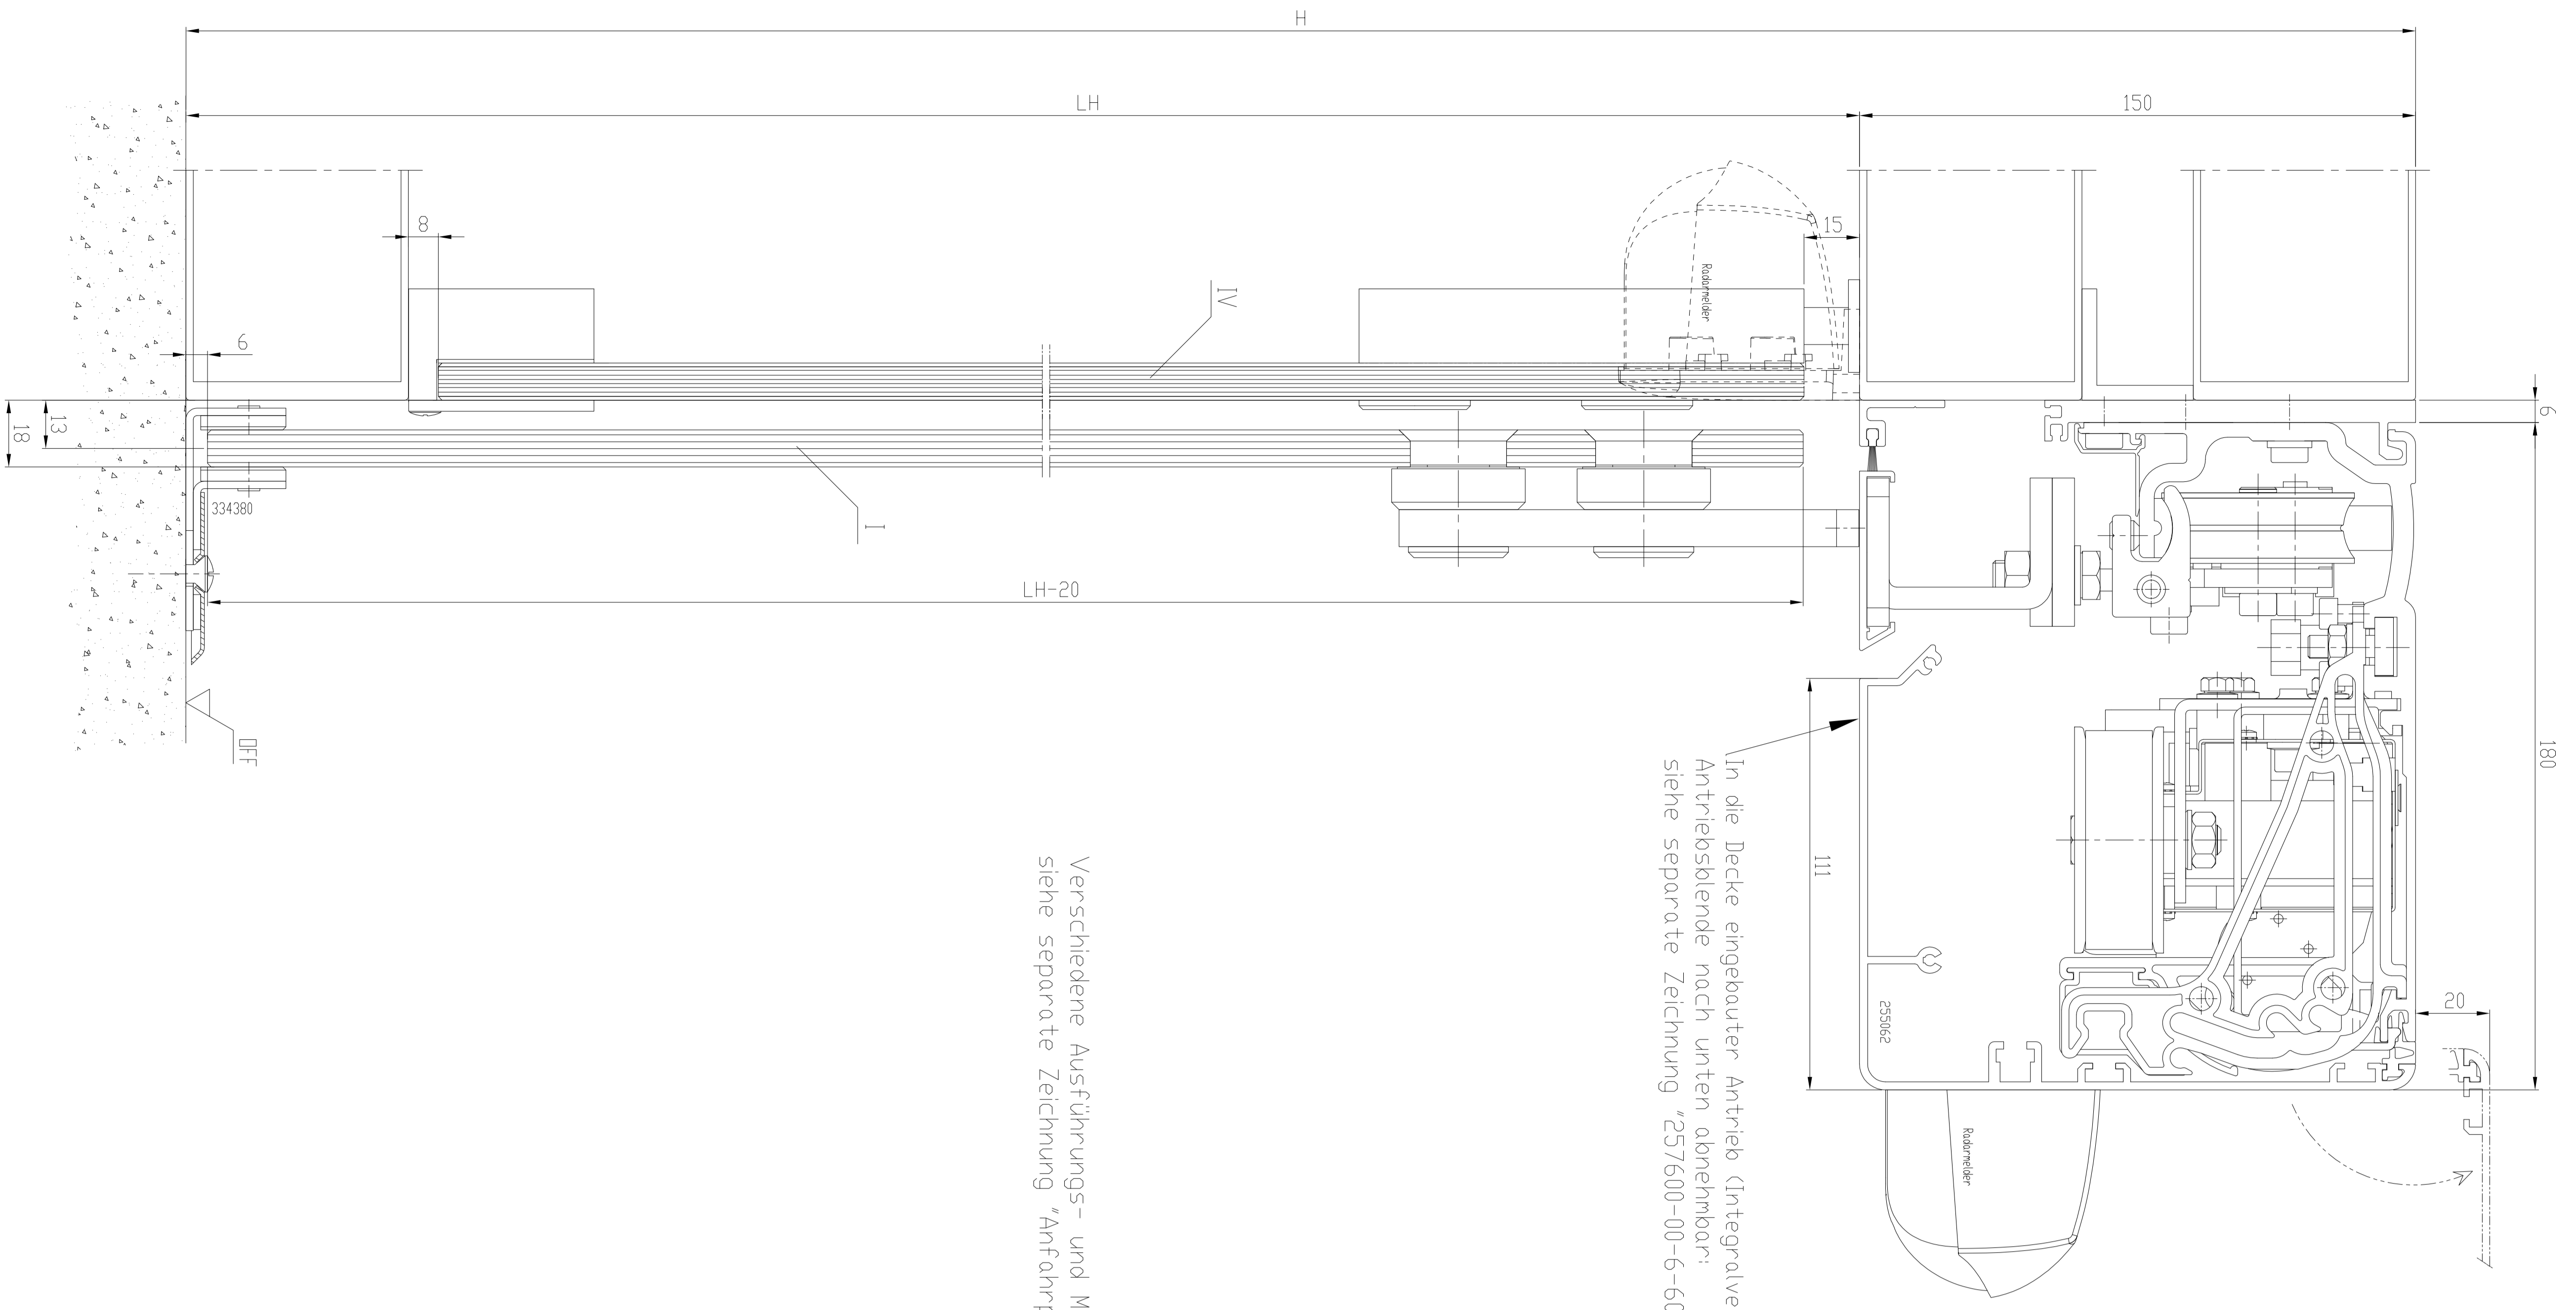 H
LH
150
8
15
Radarmelder
IV
6
6
13
18
334380
I
LH-20
180
OFF
111
In die Decke eingebauter Antrieb (Integralve
Antriebsblende nach unten abnehmbar:
siehe separate Zeichnung "257600-00-6-60
Verschiedene Ausführungs- und M
siehe separate Zeichnung "Anfahrp
255062
20
Radarmelder